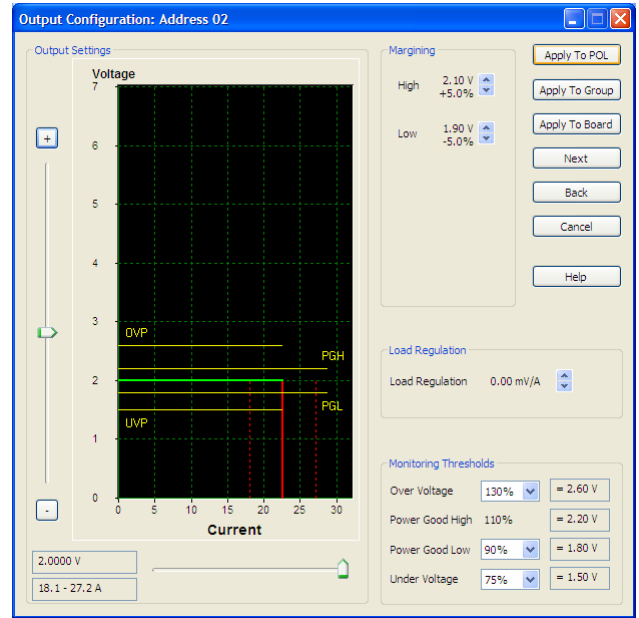 Output Configuration: Address 02
Output Settings
Voltage
7
6
5
4
3
2
1
0
+
-
OVP
PGH
PGL
UVP
0 5 10 15 20 25 30
Current
2.0000 V
18.1 - 27.2 A
Margining
High 2.10 V
+5.0%
Low 1.90 V
-5.0%
Apply To POL
Apply To Group
Apply To Board
Next
Back
Cancel
Help
Load Regulation
Load Regulation 0.00 mV/A
Monitoring Thresholds
Over Voltage 130% = 2.60 V
Power Good High 110% = 2.20 V
Power Good Low 90% = 1.80 V
Under Voltage 75% = 1.50 V